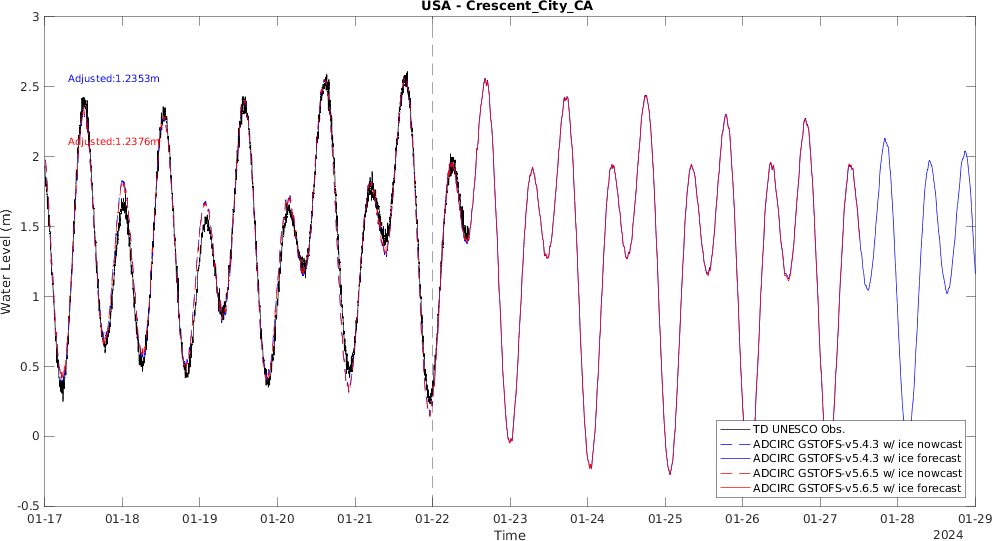 USA - Crescent_City_CA
3
2.5
2
1.5
1
0.5
0
-0.5
Water Level (m)
Adjusted:1.2353m
Adjusted:1.2376m
TD UNESCO Obs.
ADCIRC GSTOFS-v5.4.3 w/ ice nowcast
ADCIRC GSTOFS-v5.4.3 w/ ice forecast
ADCIRC GSTOFS-v5.6.5 w/ ice nowcast
ADCIRC GSTOFS-v5.6.5 w/ ice forecast
01-17 01-18 01-19 01-20 01-21 01-22 01-23 01-24 01-25 01-26 01-27 01-28 01-29
Time
2024